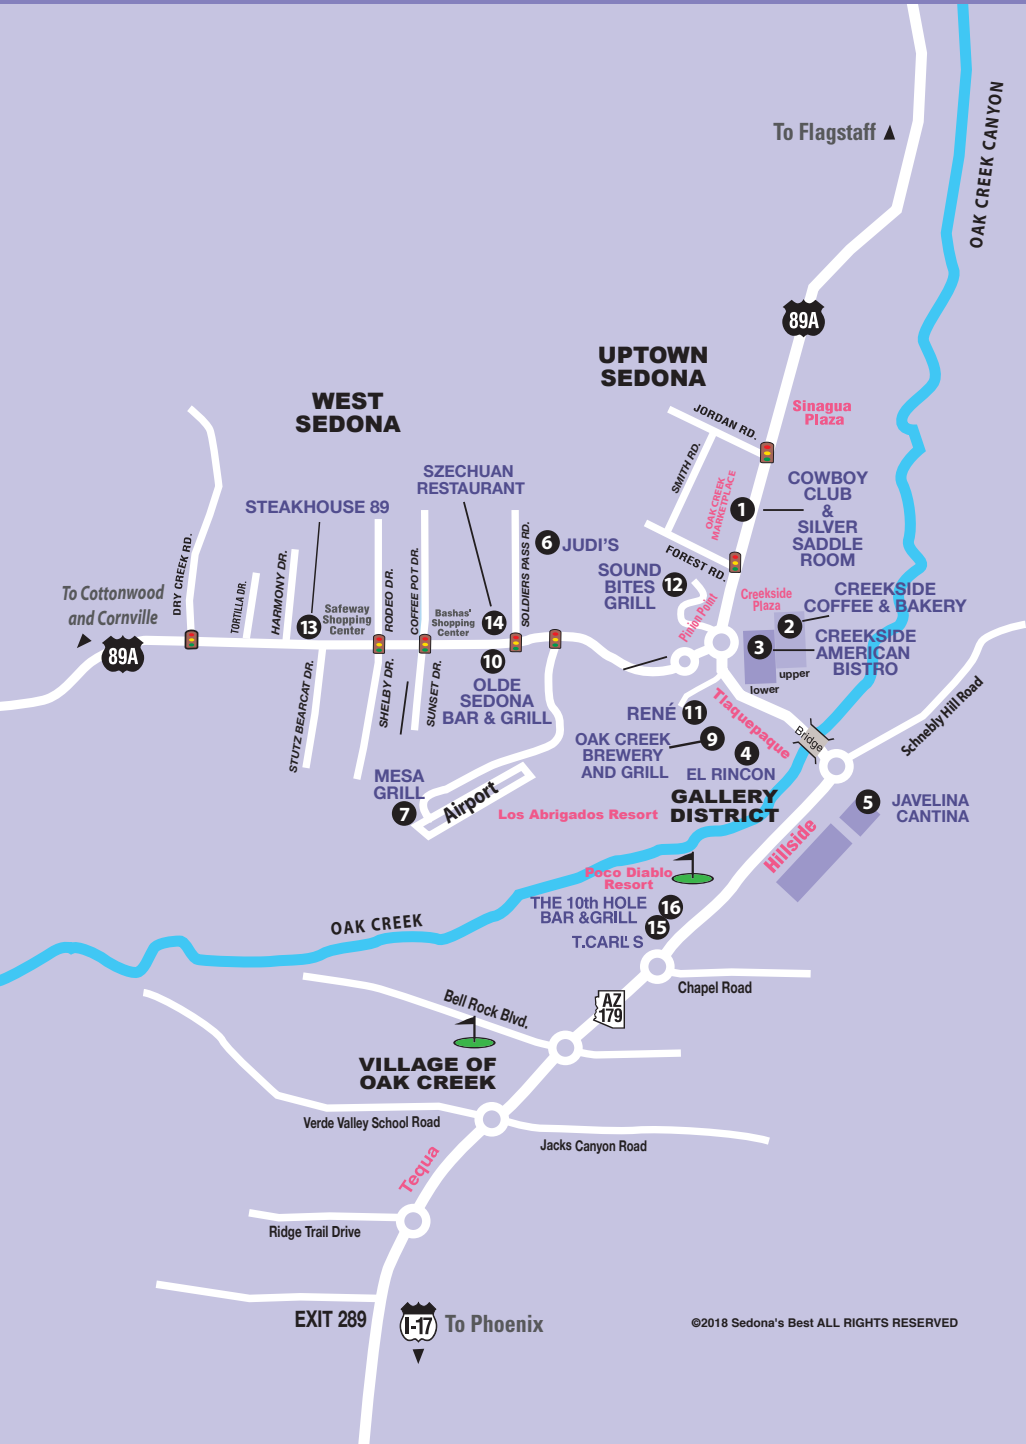 To Flagstaff
OAK CREEK CANYON
89A
UPTOWN
SEDONA
WEST
SEDONA
JORDAN RD.
Sinagua
Plaza
SMITH RD.
OAK CREEK
MARKETPLACE
1
COWBOY
CLUB
&
SILVER
SADDLE
ROOM
SZECHUAN
RESTAURANT
STEAKHOUSE 89
6
JUDI'S
FOREST RD.
SOUND
BITES
GRILL
12
Pinion Point
Creekside
Plaza
CREEKSIDE
COFFEE & BAKERY
2
3
CREEKSIDE
AMERICAN
BISTRO
upper
lower
To Cottonwood
and Cornville
89A
DRY CREEK RD.
TORTILLA DR.
HARMONY DR.
13
Safeway
Shopping
Center
RODEO DR.
COFFEE POT DR.
Bashas'
Shopping
Center
14
SOLDIERS PASS RD.
10
OLDE
SEDONA
BAR & GRILL
STUTZ BEARCAT DR.
SHELBY DR.
SUNSET DR.
MESA
GRILL
7
Airport
RENÉ
11
Tlaquepaque
OAK CREEK
BREWERY
AND GRILL
9
4
EL RINCON
Bridge
Schnebly Hill Road
GALLERY
DISTRICT
Los Abrigados Resort
5
JAVELINA
CANTINA
Hillside
Poco Diablo
Resort
THE 10th HOLE
BAR &GRILL
16
15
T.CARL'S
OAK CREEK
Chapel Road
AZ
179
Bell Rock Blvd.
VILLAGE OF
OAK CREEK
Verde Valley School Road
Jacks Canyon Road
Tequa
Ridge Trail Drive
EXIT 289
I-17
To Phoenix
©2018 Sedona's Best ALL RIGHTS RESERVED